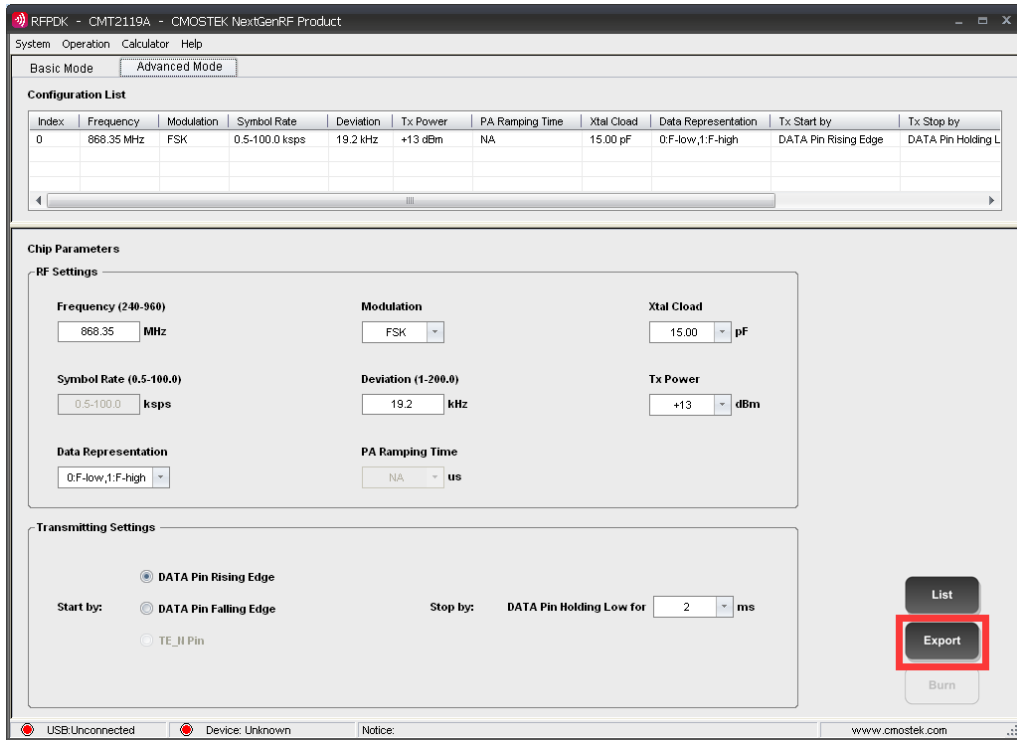 RFPDK - CMT2119A - CMOSTEK NextGenRF Product
System Operation Calculator Help
Basic Mode Advanced Mode
Configuration List
Index Frequency Modulation Symbol Rate Deviation Tx Power PA Ramping Time Xtal Cload Data Representation Tx Start by Tx Stop by
0 868.35 MHz FSK 0.5-100.0 ksps 19.2 kHz +13 dBm NA 15.00 pF 0:F-low,1:F-high DATA Pin Rising Edge DATA Pin Holding L
Chip Parameters
RF Settings
Frequency (240-960) Modulation Xtal Cload
868.35 MHz FSK 15.00 pF
Symbol Rate (0.5-100.0) Deviation (1-200.0) Tx Power
0.5-100.0 ksps 19.2 kHz +13 dBm
Data Representation PA Ramping Time
0:F-low,1:F-high NA us
Transmitting Settings
DATA Pin Rising Edge
Start by: DATA Pin Falling Edge Stop by: DATA Pin Holding Low for 2 ms
TE_N Pin
List
Export
Burn
USB:Unconnected Device: Unknown Notice: www.cmostek.com